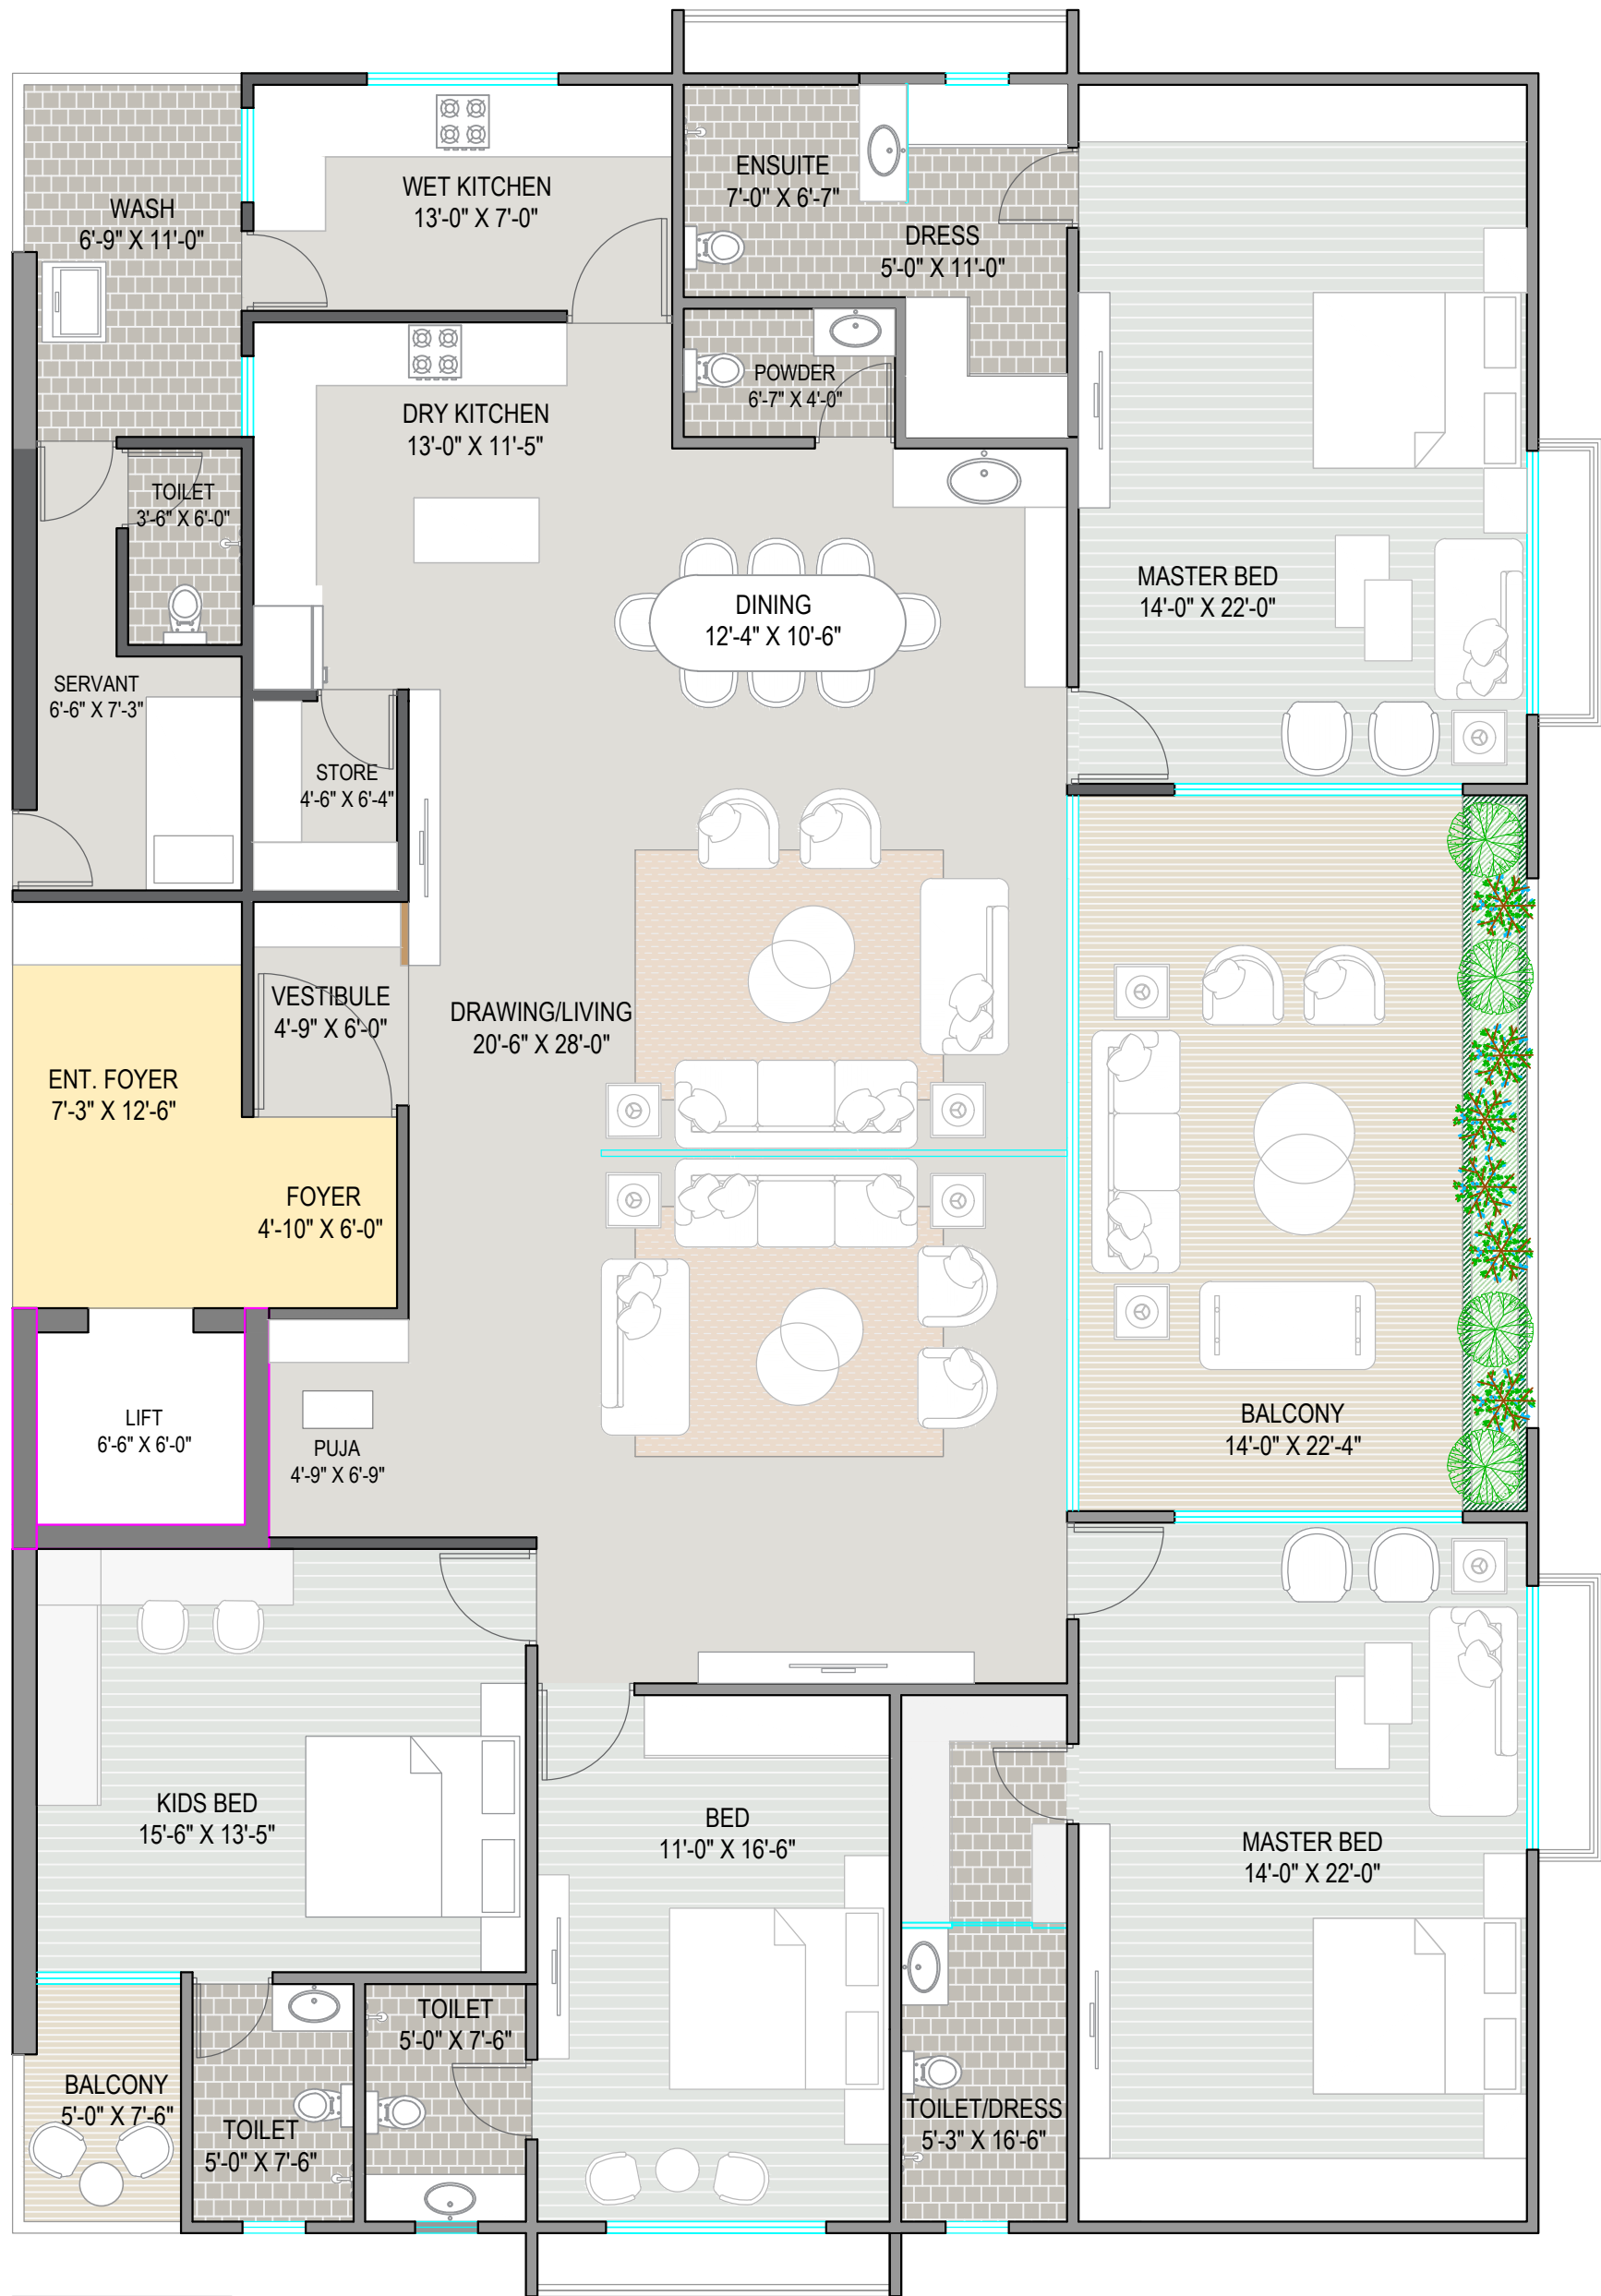 WASH
6'-9" X 11'-0"
WET KITCHEN
13'-0" X 7'-0"
ENSUITE
7'-0" X 6'-7"
DRESS
5'-0" X 11'-0"
POWDER
6'-7" X 4'-0"
DRY KITCHEN
13'-0" X 11'-5"
TOILET
3'-6" X 6'-0"
DINING
12'-4" X 10'-6"
MASTER BED
14'-0" X 22'-0"
SERVANT
6'-6" X 7'-3"
STORE
4'-6" X 6'-4"
VESTIBULE
4'-9" X 6'-0"
DRAWING/LIVING
20'-6" X 28'-0"
ENT. FOYER
7'-3" X 12'-6"
FOYER
4'-10" X 6'-0"
LIFT
6'-6" X 6'-0"
PUJA
4'-9" X 6'-9"
BALCONY
14'-0" X 22'-4"
KIDS BED
15'-6" X 13'-5"
BED
11'-0" X 16'-6"
MASTER BED
14'-0" X 22'-0"
TOILET
5'-0" X 7'-6"
BALCONY
5'-0" X 7'-6"
TOILET
5'-0" X 7'-6"
TOILET/DRESS
5'-3" X 16'-6"